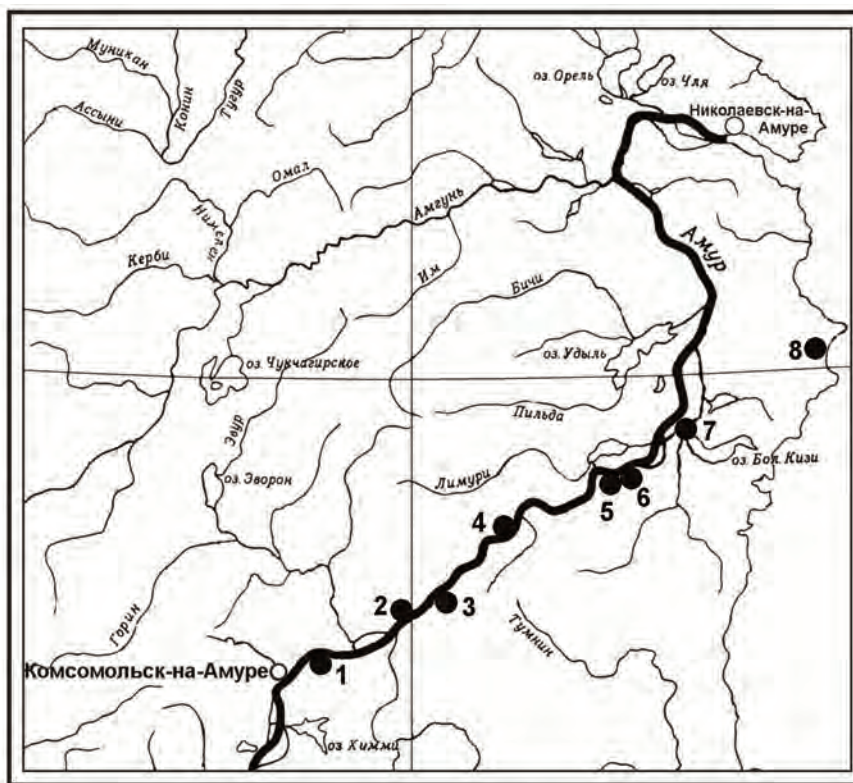 Муникан
Ассыни
Конин
Тугур
оз. Орель
оз. Чля
Николаевск-на-
Амуре
Омал
Амгунь
Нимелен
Керби
Им
Амур
Бичи
8
оз. Чукчагирское
оз. Удыль
Эвур
Пильда
7
оз. Эворон
Лимури
оз. Бол. Кизи
6
5
4
Горин
2
3
Тумнин
Комсомольск-на-Амуре
1
оз. Химми